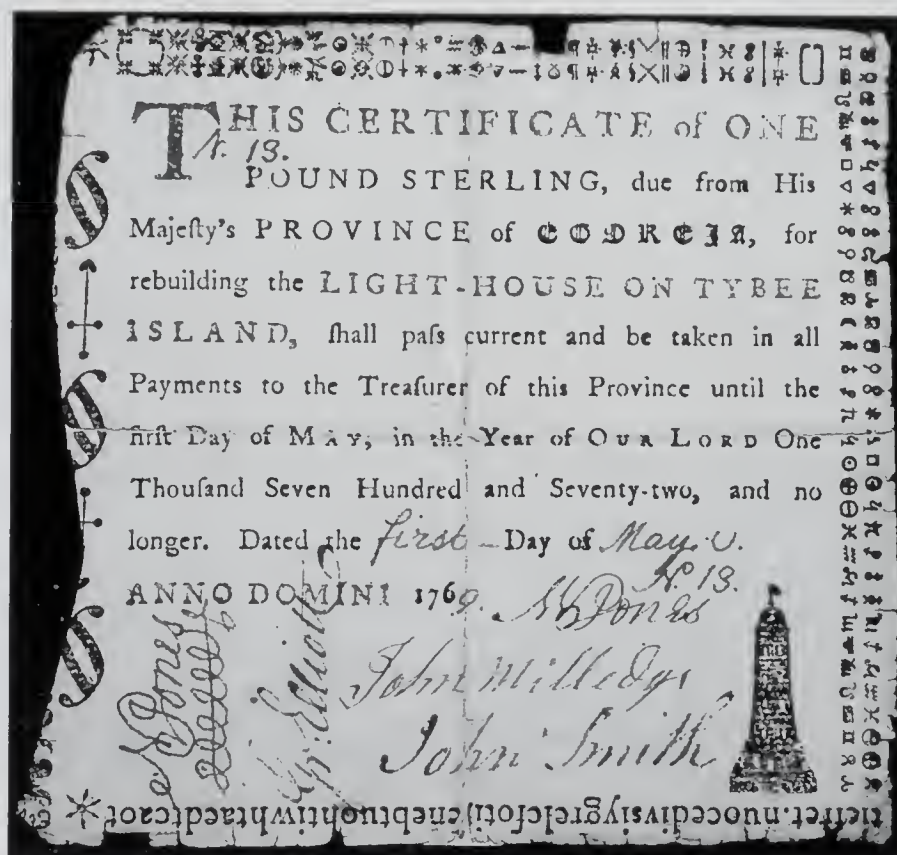 THIS CERTIFICATE of ONE
N. 13.
POUND STERLING, due from His
Majeſty's PROVINCE of GEORGIA, for
rebuilding the LIGHT-HOUSE ON TYBEE
ISLAND, ſhall paſs current and be taken in all
Payments to the Treaſurer of this Province until the
firſt Day of MAY, in the Year of OUR LORD One
Thouſand Seven Hundred and Seventy-two, and no
longer. Dated the first Day of May
N. 13.
ANNO DOMINI 1769. N W Jones
John Milledge
John Smith
Jones
Elliott